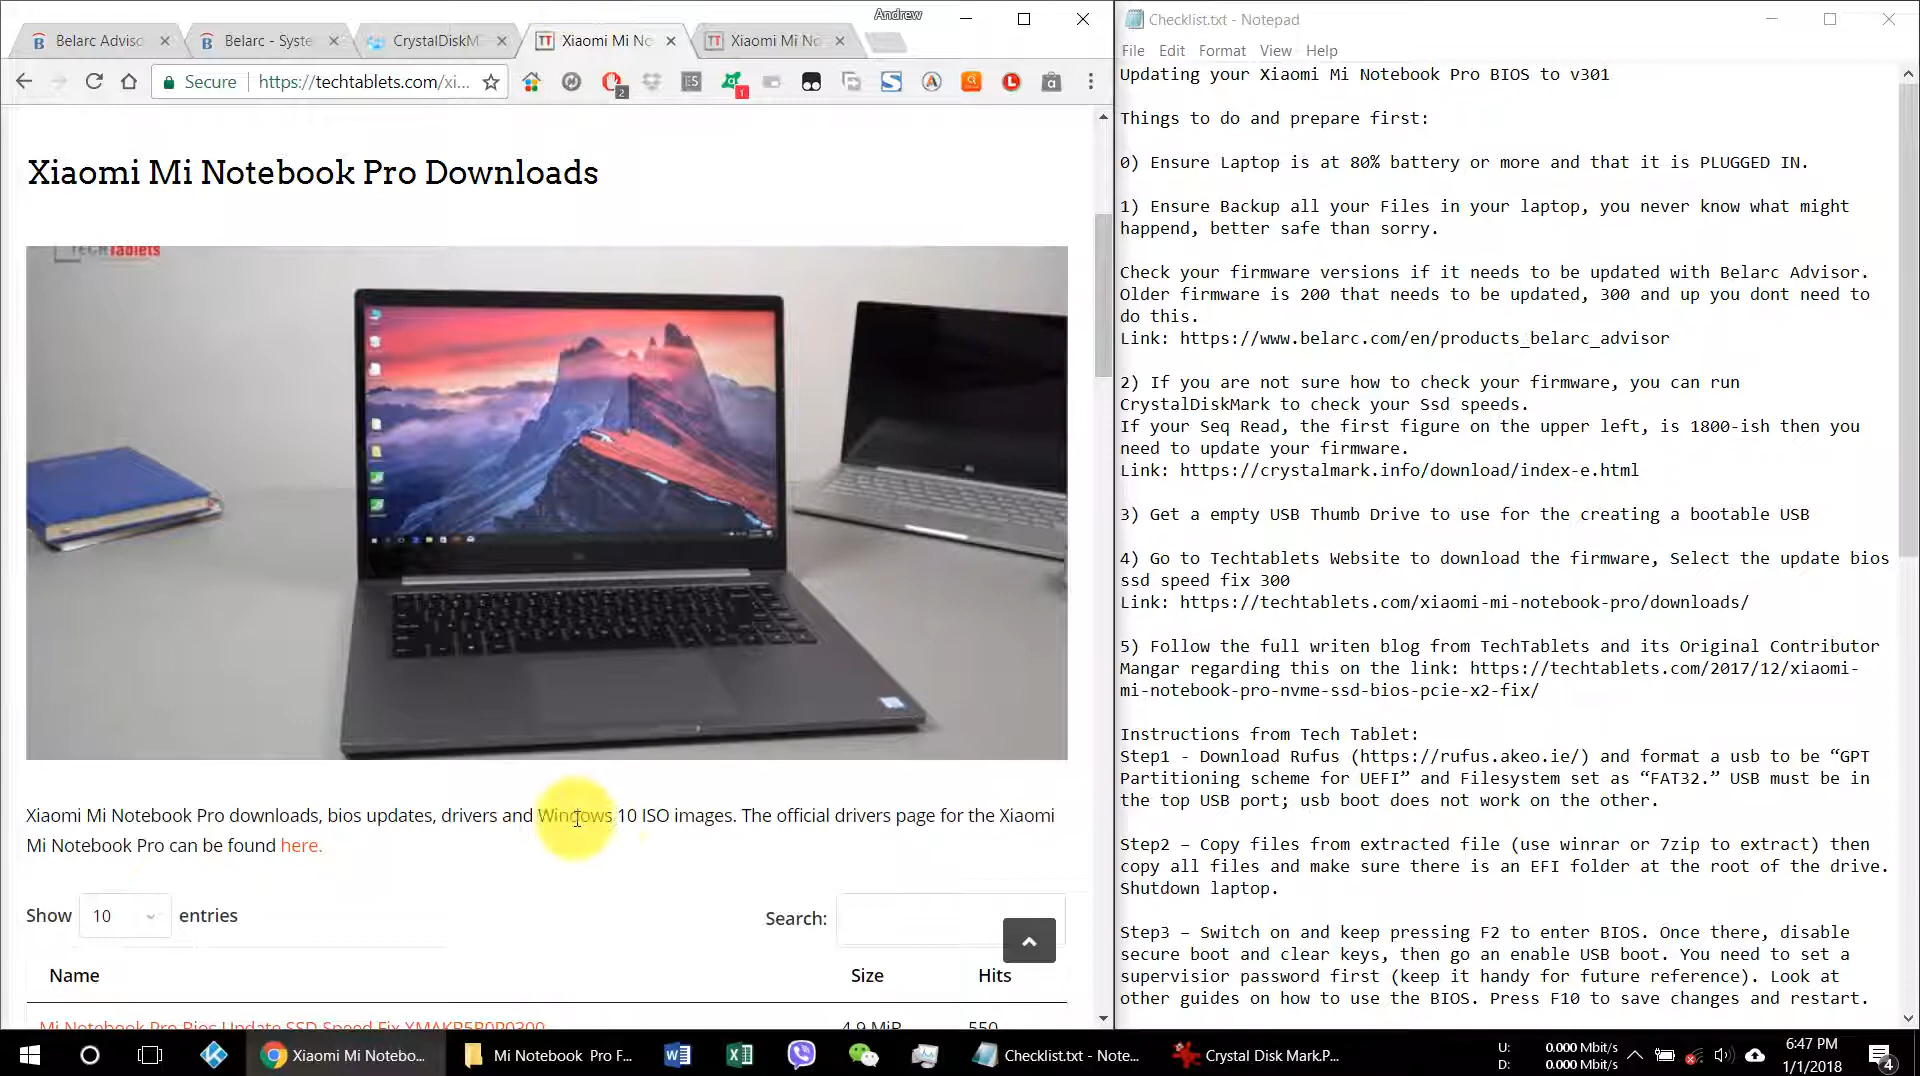 Andrew
Belarc Adviso
Belarc - Syste
CrystalDiskM
TT
Xiaomi Mi No
TT
Xiaomi Mi No
Secure
https://techtablets.com/xi...
2
1
Xiaomi Mi Notebook Pro Downloads
TECHTablets
Xiaomi Mi Notebook Pro downloads, bios updates, drivers and Windows 10 ISO images. The official drivers page for the Xiaomi
Mi Notebook Pro can be found here.
Show 10 entries
Search:
Name Size Hits
Mi Notebook Pro Bios Update SSD Speed Fix XMAKB5R0P0300 4.9 MiB 550
Checklist.txt - Notepad
File Edit Format View Help
Updating your Xiaomi Mi Notebook Pro BIOS to v301
Things to do and prepare first:
0) Ensure Laptop is at 80% battery or more and that it is PLUGGED IN.
1) Ensure Backup all your Files in your laptop, you never know what might
happend, better safe than sorry.
Check your firmware versions if it needs to be updated with Belarc Advisor.
Older firmware is 200 that needs to be updated, 300 and up you dont need to
do this.
Link: https://www.belarc.com/en/products_belarc_advisor
2) If you are not sure how to check your firmware, you can run
CrystalDiskMark to check your Ssd speeds.
If your Seq Read, the first figure on the upper left, is 1800-ish then you
need to update your firmware.
Link: https://crystalmark.info/download/index-e.html
3) Get a empty USB Thumb Drive to use for the creating a bootable USB
4) Go to Techtablets Website to download the firmware, Select the update bios
ssd speed fix 300
Link: https://techtablets.com/xiaomi-mi-notebook-pro/downloads/
5) Follow the full writen blog from TechTablets and its Original Contributor
Mangar regarding this on the link: https://techtablets.com/2017/12/xiaomi-
mi-notebook-pro-nvme-ssd-bios-pcie-x2-fix/
Instructions from Tech Tablet:
Step1 - Download Rufus (https://rufus.akeo.ie/) and format a usb to be “GPT
Partitioning scheme for UEFI” and Filesystem set as “FAT32.” USB must be in
the top USB port; usb boot does not work on the other.
Step2 – Copy files from extracted file (use winrar or 7zip to extract) then
copy all files and make sure there is an EFI folder at the root of the drive.
Shutdown laptop.
Step3 – Switch on and keep pressing F2 to enter BIOS. Once there, disable
secure boot and clear keys, then go an enable USB boot. You need to set a
supervisior password first (keep it handy for future reference). Look at
other guides on how to use the BIOS. Press F10 to save changes and restart.
Xiaomi Mi Notebo...
Mi Notebook Pro F...
Checklist.txt - Note...
Crystal Disk Mark.P...
U: 0.000 Mbit/s
D: 0.000 Mbit/s
6:47 PM
1/1/2018
4